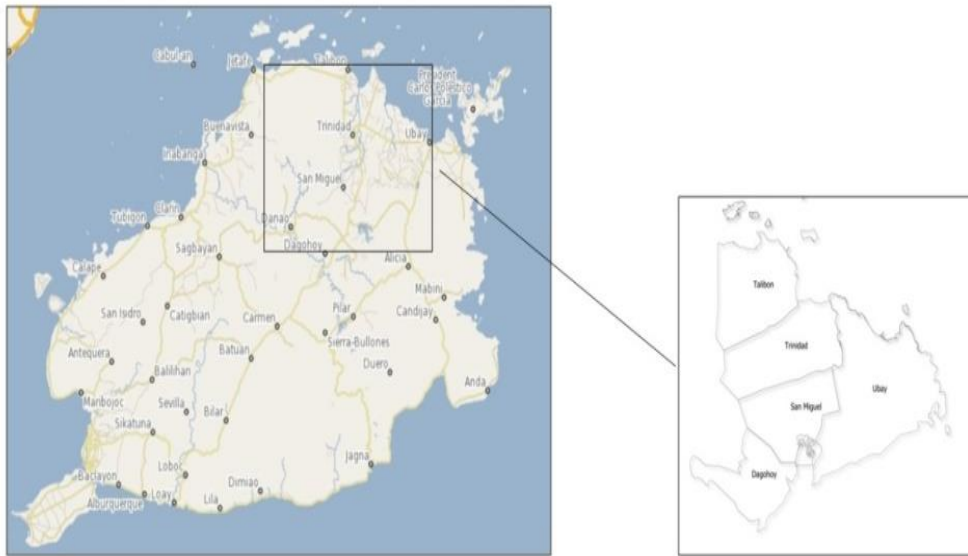 Cabul-an
Jetafe
Talibon
President
Carlos Polestico
Garcia
Buenavista
Trinidad
Ubay
Inabanga
San Miguel
Clarin
Danao
Tubigon
Sagbayan
Dagohoy
Alicia
Calape
Mabini
San Isidro
Catigbian
Carmen
Pilar
Candijay
Sierra-Bullones
Antequera
Batuan
Duero
Balilihan
Anda
Maribojoc
Sevilla
Bilar
Sikatuna
Jagna
Baclayon
Loboc
Dimiao
Alburquerque
Loay
Lila
Talibon
Trinidad
Ubay
San Miguel
Dagohoy